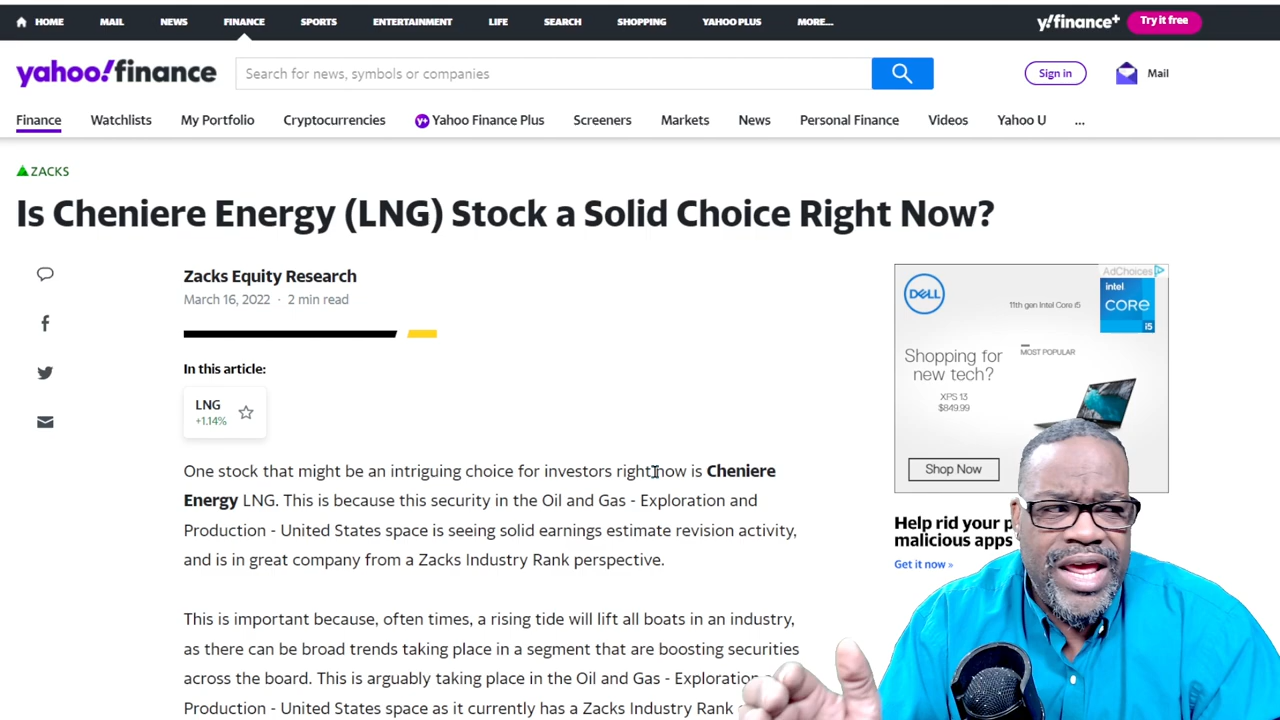 HOME MAIL NEWS FINANCE SPORTS ENTERTAINMENT LIFE SEARCH SHOPPING YAHOO PLUS MORE... y!finance+ Try it free
yahoo!finance Search for news, symbols or companies Sign in Mail
Finance Watchlists My Portfolio Cryptocurrencies Y+ Yahoo Finance Plus Screeners Markets News Personal Finance Videos Yahoo U ...
ZACKS
Is Cheniere Energy (LNG) Stock a Solid Choice Right Now?
Zacks Equity Research
March 16, 2022 · 2 min read
In this article:
LNG
+1.14%
One stock that might be an intriguing choice for investors right now is Cheniere
Energy LNG. This is because this security in the Oil and Gas - Exploration and
Production - United States space is seeing solid earnings estimate revision activity,
and is in great company from a Zacks Industry Rank perspective.
This is important because, often times, a rising tide will lift all boats in an industry,
as there can be broad trends taking place in a segment that are boosting securities
across the board. This is arguably taking place in the Oil and Gas - Exploration
Production - United States space as it currently has a Zacks Industry Rank
AdChoices
DELL
11th gen Intel Core i5
intel
CORE
i5
Shopping for
new tech?
MOST POPULAR
XPS 13
$849.99
Shop Now
Help rid your
malicious apps
Get it now »